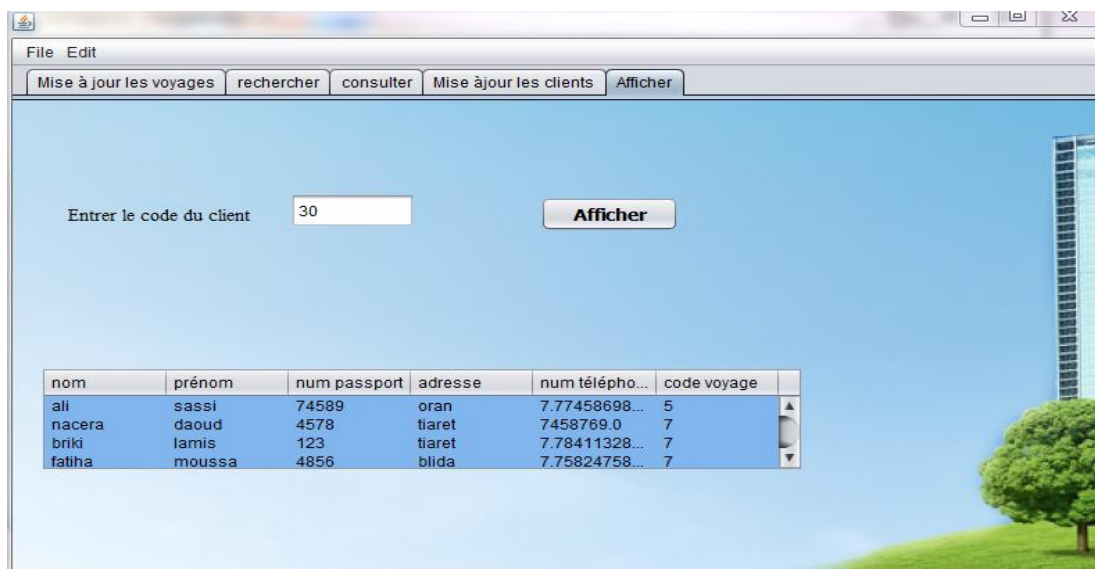 File Edit
Mise à jour les voyages rechercher consulter Mise àjour les clients Afficher
Entrer le code du client 30 Afficher
nom prénom num passport adresse num télépho... code voyage
ali sassi 74589 oran 7.77458698... 5
nacera daoud 4578 tiaret 7458769.0 7
briki lamis 123 tiaret 7.78411328... 7
fatiha moussa 4856 blida 7.75824758... 7